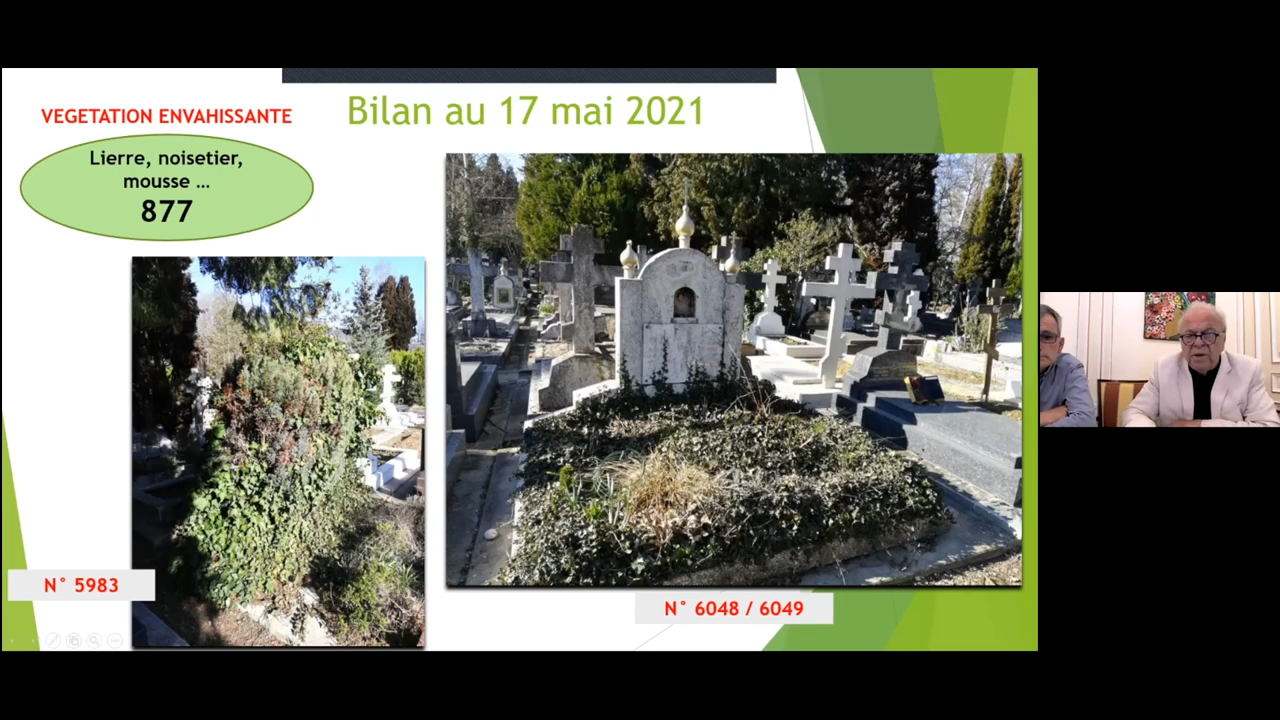 VEGETATION ENVAHISSANTE
Bilan au 17 mai 2021
Lierre, noisetier,
mousse ...
877
N° 5983
N° 6048 / 6049